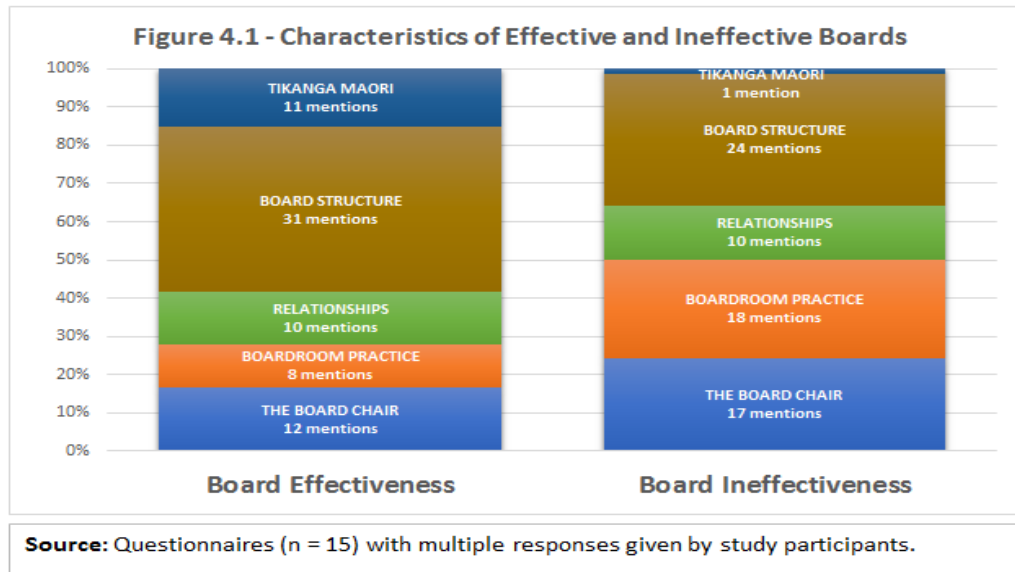 Figure 4.1 - Characteristics of Effective and Ineffective Boards
100%
90%
80%
70%
60%
50%
40%
30%
20%
10%
0%
TIKANGA MAORI
11 mentions
BOARD STRUCTURE
31 mentions
RELATIONSHIPS
10 mentions
BOARDROOM PRACTICE
8 mentions
THE BOARD CHAIR
12 mentions
TIKANGA MAORI
1 mention
BOARD STRUCTURE
24 mentions
RELATIONSHIPS
10 mentions
BOARDROOM PRACTICE
18 mentions
THE BOARD CHAIR
17 mentions
Board Effectiveness
Board Ineffectiveness
Source: Questionnaires (n = 15) with multiple responses given by study participants.